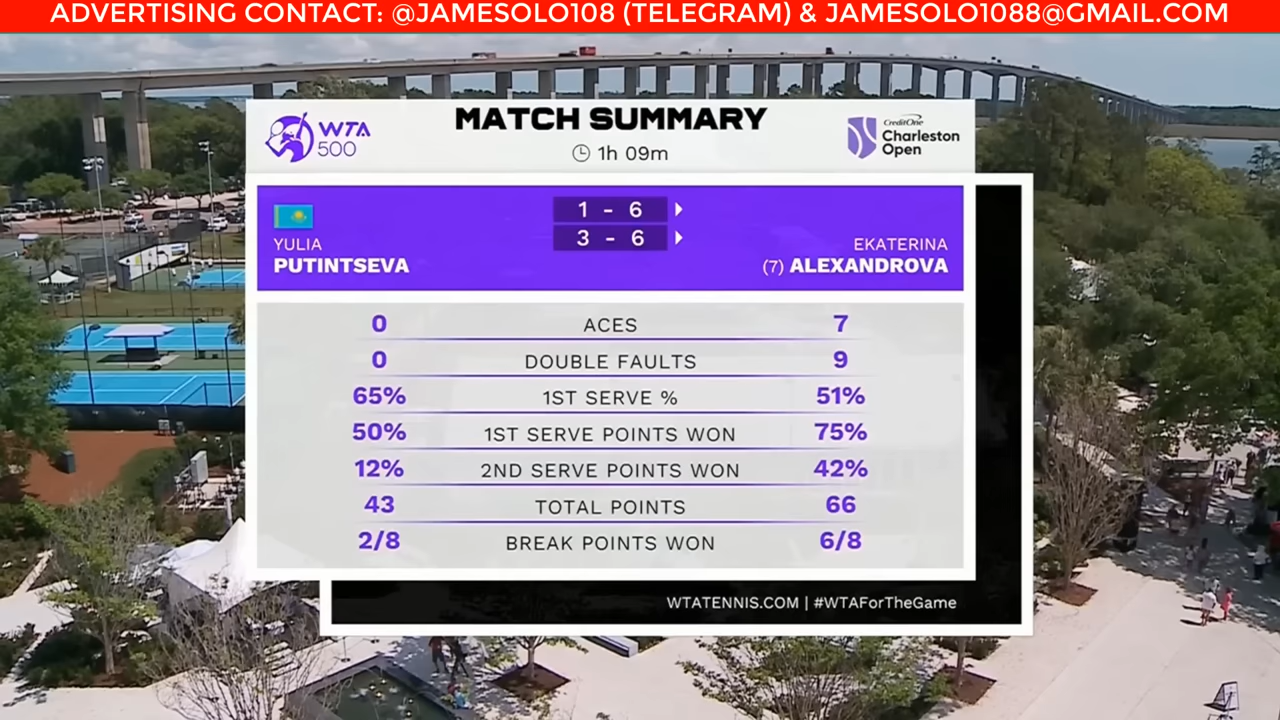 ADVERTISING CONTACT: @JAMESOLO108 (TELEGRAM) & JAMESOLO1088@GMAIL.COM
WTA 500
MATCH SUMMARY
1h 09m
CreditOne
Charleston
Open
1 - 6
3 - 6
YULIA
PUTINTSEVA
EKATERINA
(7) ALEXANDROVA
0 ACES 7
0 DOUBLE FAULTS 9
65% 1ST SERVE % 51%
50% 1ST SERVE POINTS WON 75%
12% 2ND SERVE POINTS WON 42%
43 TOTAL POINTS 66
2/8 BREAK POINTS WON 6/8
WTATENNIS.COM | #WTAForTheGame